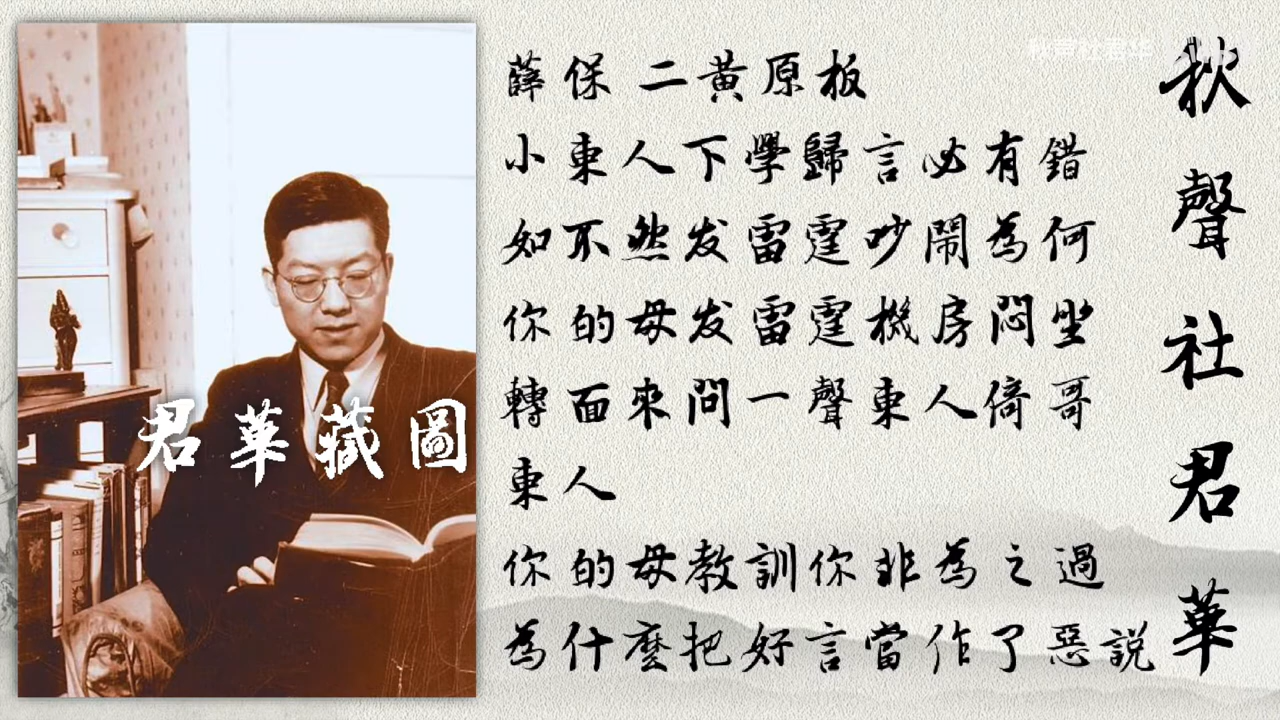 薛保 二黃原板
小東人下學歸言必有錯
如不然发雷霆吵鬧為何
你的母发雷霆機房悶坐
轉面來問一聲東人倚哥
東人
你的母教訓你非為之過
為什麼把好言當作了惡説
秋聲社君華
君華藏圖